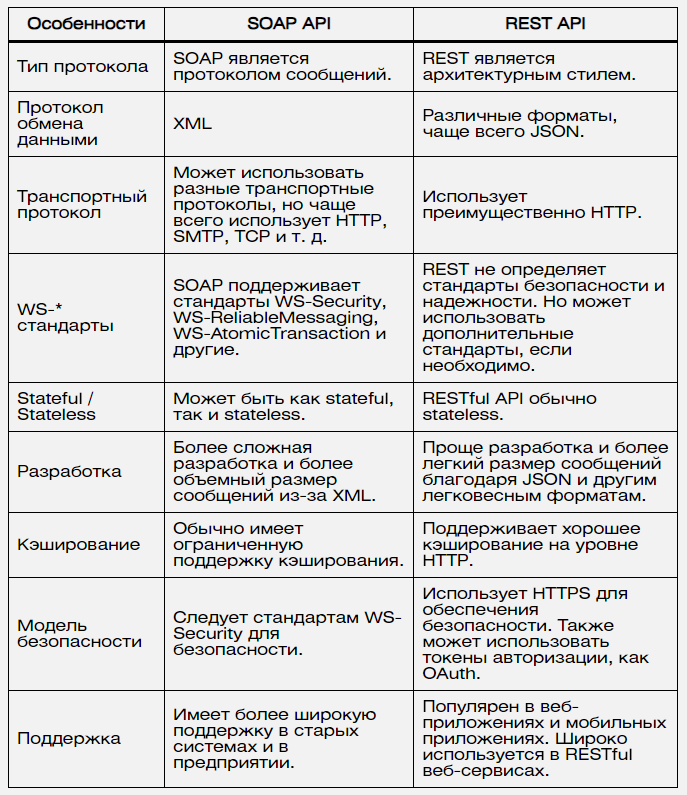 Особенности
SOAP API
REST API
Тип протокола
SOAP является
протоколом сообщений.
REST является
архитектурным стилем.
Протокол
обмена
данными
XML
Различные форматы,
чаще всего JSON.
Транспортный
протокол
Может использовать
разные транспортные
протоколы, но чаще
всего использует HTTP,
SMTP, TCP и т. д.
Использует
преимущественно HTTP.
WS-*
стандарты
SOAP поддерживает
стандарты WS-Security,
WS-ReliableMessaging,
WS-AtomicTransaction и
другие.
REST не определяет
стандарты безопасности и
надежности. Но может
использовать
дополнительные
стандарты, если
необходимо.
Stateful /
Stateless
Может быть как stateful,
так и stateless.
RESTful API обычно
stateless.
Разработка
Более сложная
разработка и более
объемный размер
сообщений из-за XML.
Проще разработка и более
легкий размер сообщений
благодаря JSON и другим
легковесным форматам.
Кэширование
Обычно имеет
ограниченную
поддержку кэширования.
Поддерживает хорошее
кэширование на уровне
HTTP.
Модель
безопасности
Следует стандартам WS-
Security для
безопасности.
Использует HTTPS для
обеспечения
безопасности. Также
может использовать
токены авторизации, как
OAuth.
Поддержка
Имеет более широкую
поддержку в старых
системах и в
предприятии.
Популярен в веб-
приложениях и мобильных
приложениях. Широко
используется в RESTful
веб-сервисах.